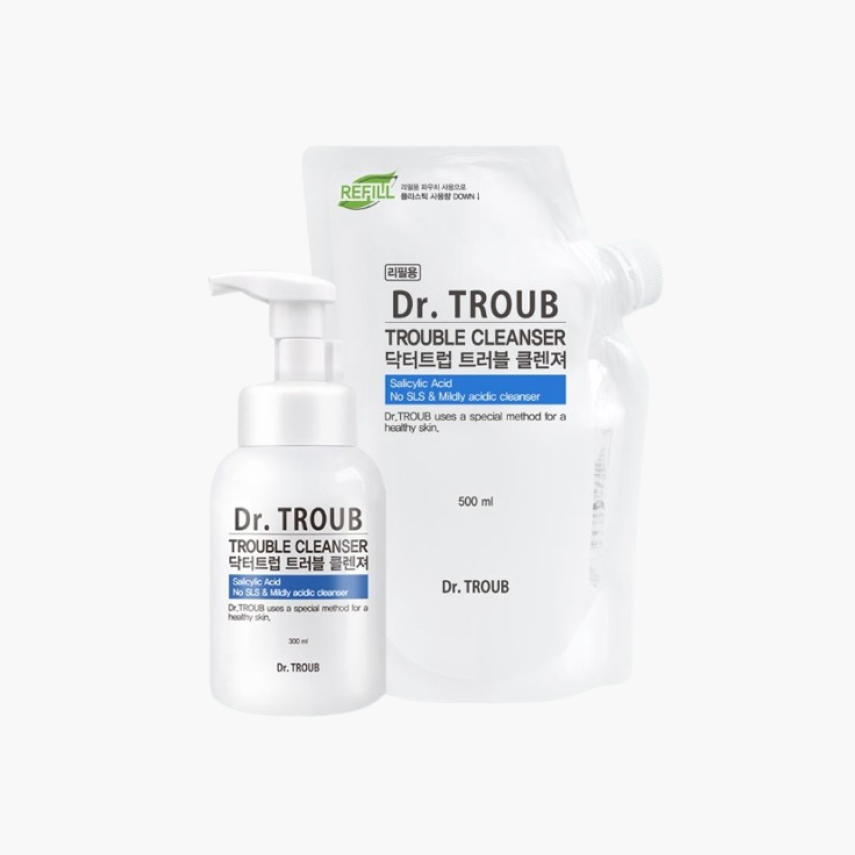 REFILL
리필용 파우치 사용으로
플라스틱 사용량 DOWN↓
리필용
Dr. TROUB
TROUBLE CLEANSER
닥터트럽 트러블 클렌져
Salicylic Acid
No SLS & Mildly acidic cleanser
Dr.TROUB uses a special method for a
healthy skin.
500 ml
Dr. TROUB
Dr. TROUB
TROUBLE CLEANSER
닥터트럽 트러블 클렌져
Salicylic Acid
No SLS & Mildly acidic cleanser
Dr.TROUB uses a special method for a
healthy skin.
300 ml
Dr. TROUB